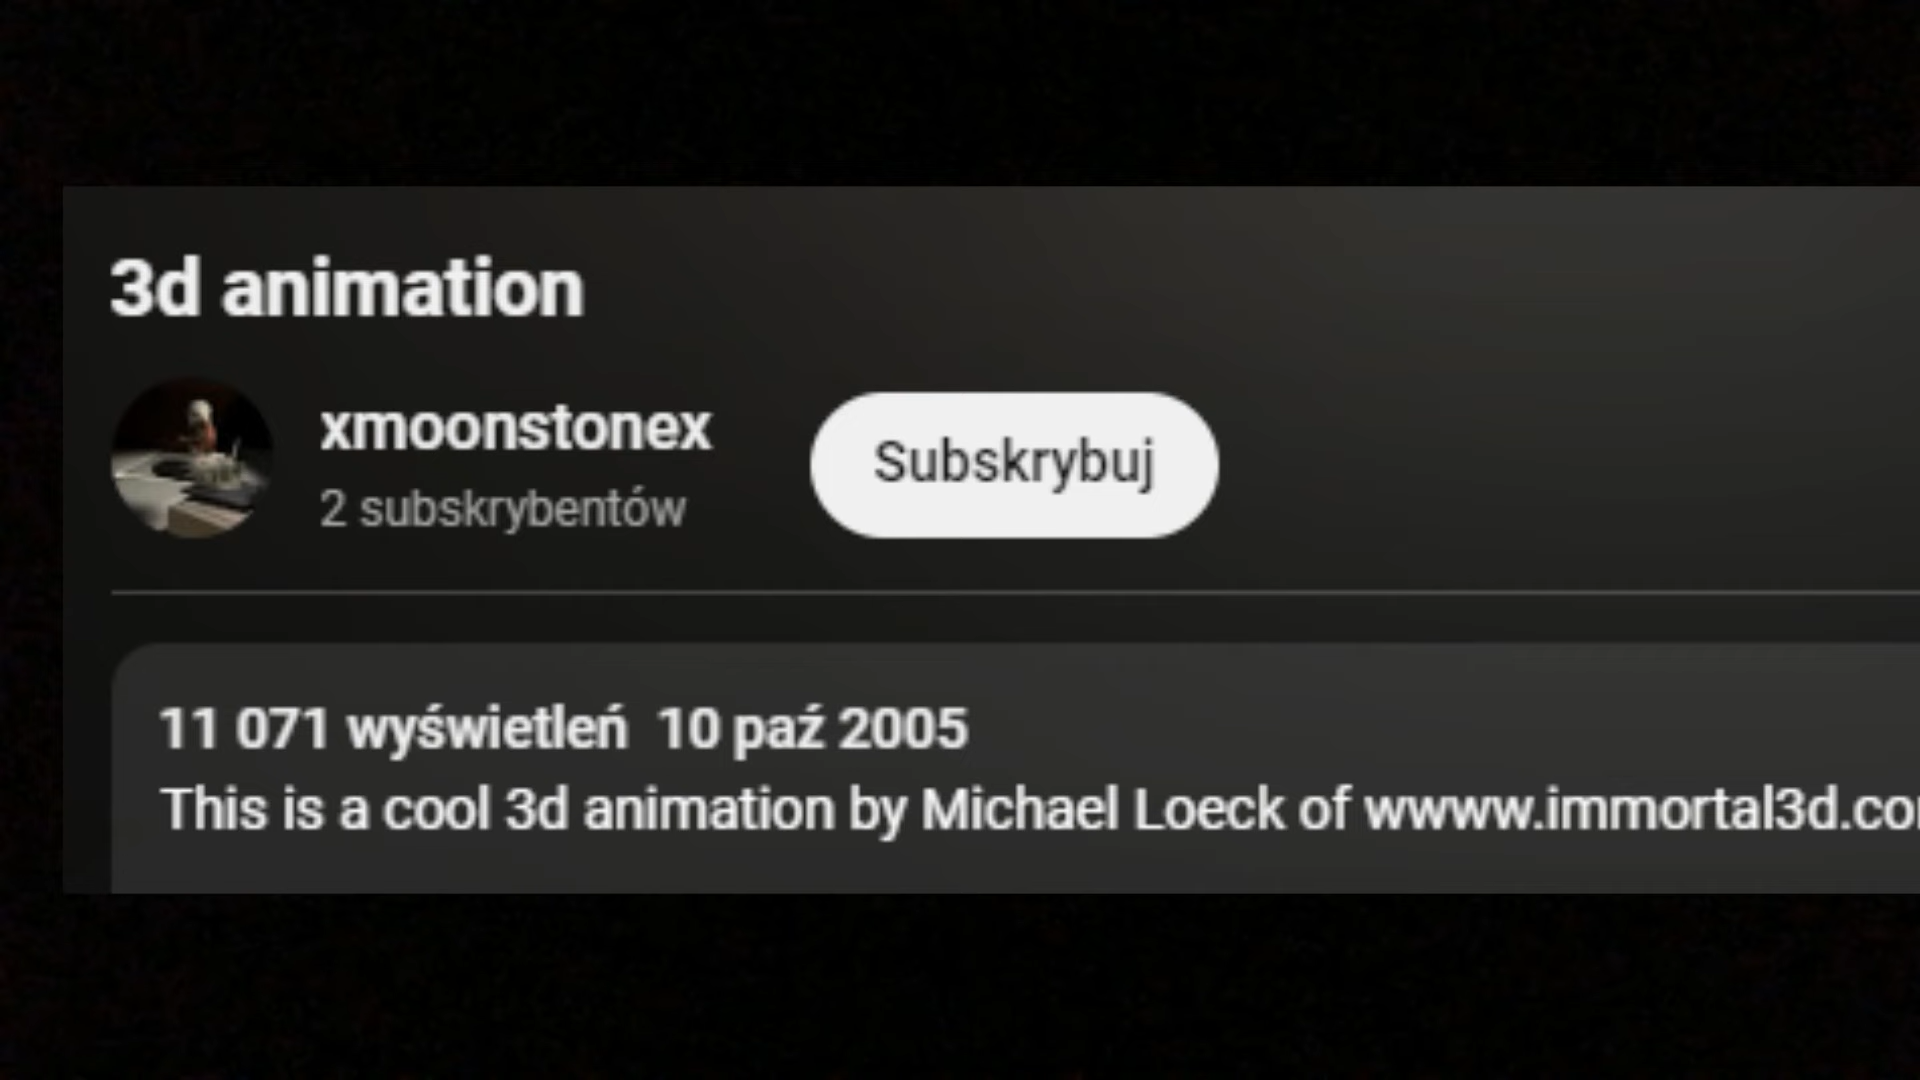 3d animation
xmoonstonex
Subskrybuj
2 subskrybentów
11 071 wyświetleń 10 paź 2005
This is a cool 3d animation by Michael Loeck of wwww.immortal3d.co